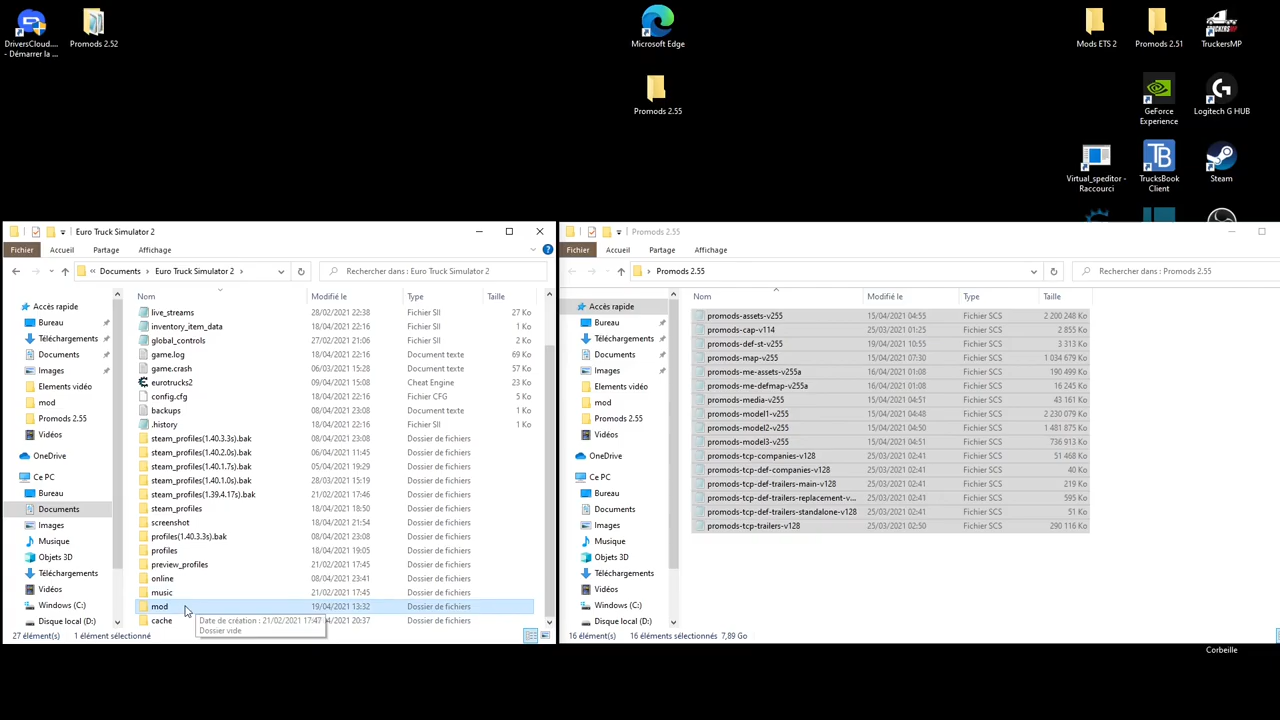 DriversCloud....
- Démarrer la ...
Promods 2.52
Microsoft Edge
Promods 2.55
Mods ETS 2
Promods 2.51
TruckersMP
GeForce
Experience
Logitech G HUB
Virtual_speditor -
Raccourci
TrucksBook
Client
Steam
Euro Truck Simulator 2
Fichier
Accueil
Partage
Affichage
Documents
Euro Truck Simulator 2
Rechercher dans : Euro Truck Simulator 2
Accès rapide
Bureau
Téléchargements
Documents
Images
Elements vidéo
mod
Promods 2.55
Vidéos
OneDrive
Ce PC
Bureau
Documents
Images
Musique
Objets 3D
Téléchargements
Vidéos
Windows (C:)
Disque local (D:)
Nom Modifié le Type Taille
live_streams 28/02/2021 22:38 Fichier SII 27 Ko
inventory_item_data 18/04/2021 22:16 Fichier SII 1 Ko
global_controls 27/02/2021 21:06 Fichier SII 2 Ko
game.log 18/04/2021 22:16 Document texte 69 Ko
game.crash 06/03/2021 15:28 Document texte 57 Ko
eurotrucks2 09/04/2021 15:08 Cheat Engine 23 Ko
config.cfg 18/04/2021 22:16 Fichier CFG 6 Ko
backups 08/04/2021 23:08 Document texte 1 Ko
.history 18/04/2021 22:16 Document texte 1 Ko
steam_profiles(1.40.3.3s).bak 08/04/2021 23:08 Dossier de fichiers
steam_profiles(1.40.2.0s).bak 06/04/2021 11:45 Dossier de fichiers
steam_profiles(1.40.1.7s).bak 05/04/2021 19:29 Dossier de fichiers
steam_profiles(1.40.1.0s).bak 28/03/2021 15:19 Dossier de fichiers
steam_profiles(1.39.4.17s).bak 21/02/2021 17:46 Dossier de fichiers
steam_profiles 18/04/2021 18:50 Dossier de fichiers
screenshot 18/04/2021 21:54 Dossier de fichiers
profiles(1.40.3.3s).bak 08/04/2021 23:08 Dossier de fichiers
profiles 18/04/2021 19:05 Dossier de fichiers
preview_profiles 21/02/2021 17:45 Dossier de fichiers
online 08/04/2021 23:41 Dossier de fichiers
music 21/02/2021 17:45 Dossier de fichiers
mod 19/04/2021 13:32 Dossier de fichiers
cache 4/2021 20:37 Dossier de fichiers
Date de création : 21/02/2021 17:47
Dossier vide
27 élément(s) 1 élément sélectionné
Promods 2.55
Fichier
Accueil
Partage
Affichage
Promods 2.55
Rechercher dans : Promods 2.55
Accès rapide
Bureau
Téléchargements
Documents
Images
Elements vidéo
mod
Promods 2.55
Vidéos
OneDrive
Ce PC
Bureau
Documents
Images
Musique
Objets 3D
Téléchargements
Vidéos
Windows (C:)
Disque local (D:)
Nom Modifié le Type Taille
promods-assets-v255 15/04/2021 04:55 Fichier SCS 2 200 248 Ko
promods-cap-v114 25/03/2021 01:25 Fichier SCS 2 855 Ko
promods-def-st-v255 19/04/2021 10:55 Fichier SCS 3 313 Ko
promods-map-v255 15/04/2021 07:30 Fichier SCS 1 034 679 Ko
promods-me-assets-v255a 16/04/2021 01:08 Fichier SCS 190 499 Ko
promods-me-defmap-v255a 16/04/2021 01:08 Fichier SCS 16 245 Ko
promods-media-v255 15/04/2021 04:51 Fichier SCS 43 161 Ko
promods-model1-v255 15/04/2021 04:48 Fichier SCS 2 230 079 Ko
promods-model2-v255 15/04/2021 04:50 Fichier SCS 1 481 875 Ko
promods-model3-v255 15/04/2021 04:51 Fichier SCS 736 913 Ko
promods-tcp-companies-v128 25/03/2021 02:41 Fichier SCS 51 468 Ko
promods-tcp-def-companies-v128 25/03/2021 02:41 Fichier SCS 40 Ko
promods-tcp-def-trailers-main-v128 25/03/2021 02:41 Fichier SCS 219 Ko
promods-tcp-def-trailers-replacement-v... 25/03/2021 02:41 Fichier SCS 595 Ko
promods-tcp-def-trailers-standalone-v128 25/03/2021 02:41 Fichier SCS 51 Ko
promods-tcp-trailers-v128 25/03/2021 02:50 Fichier SCS 290 116 Ko
16 élément(s) 16 éléments sélectionnés 7,89 Go
Corbeille